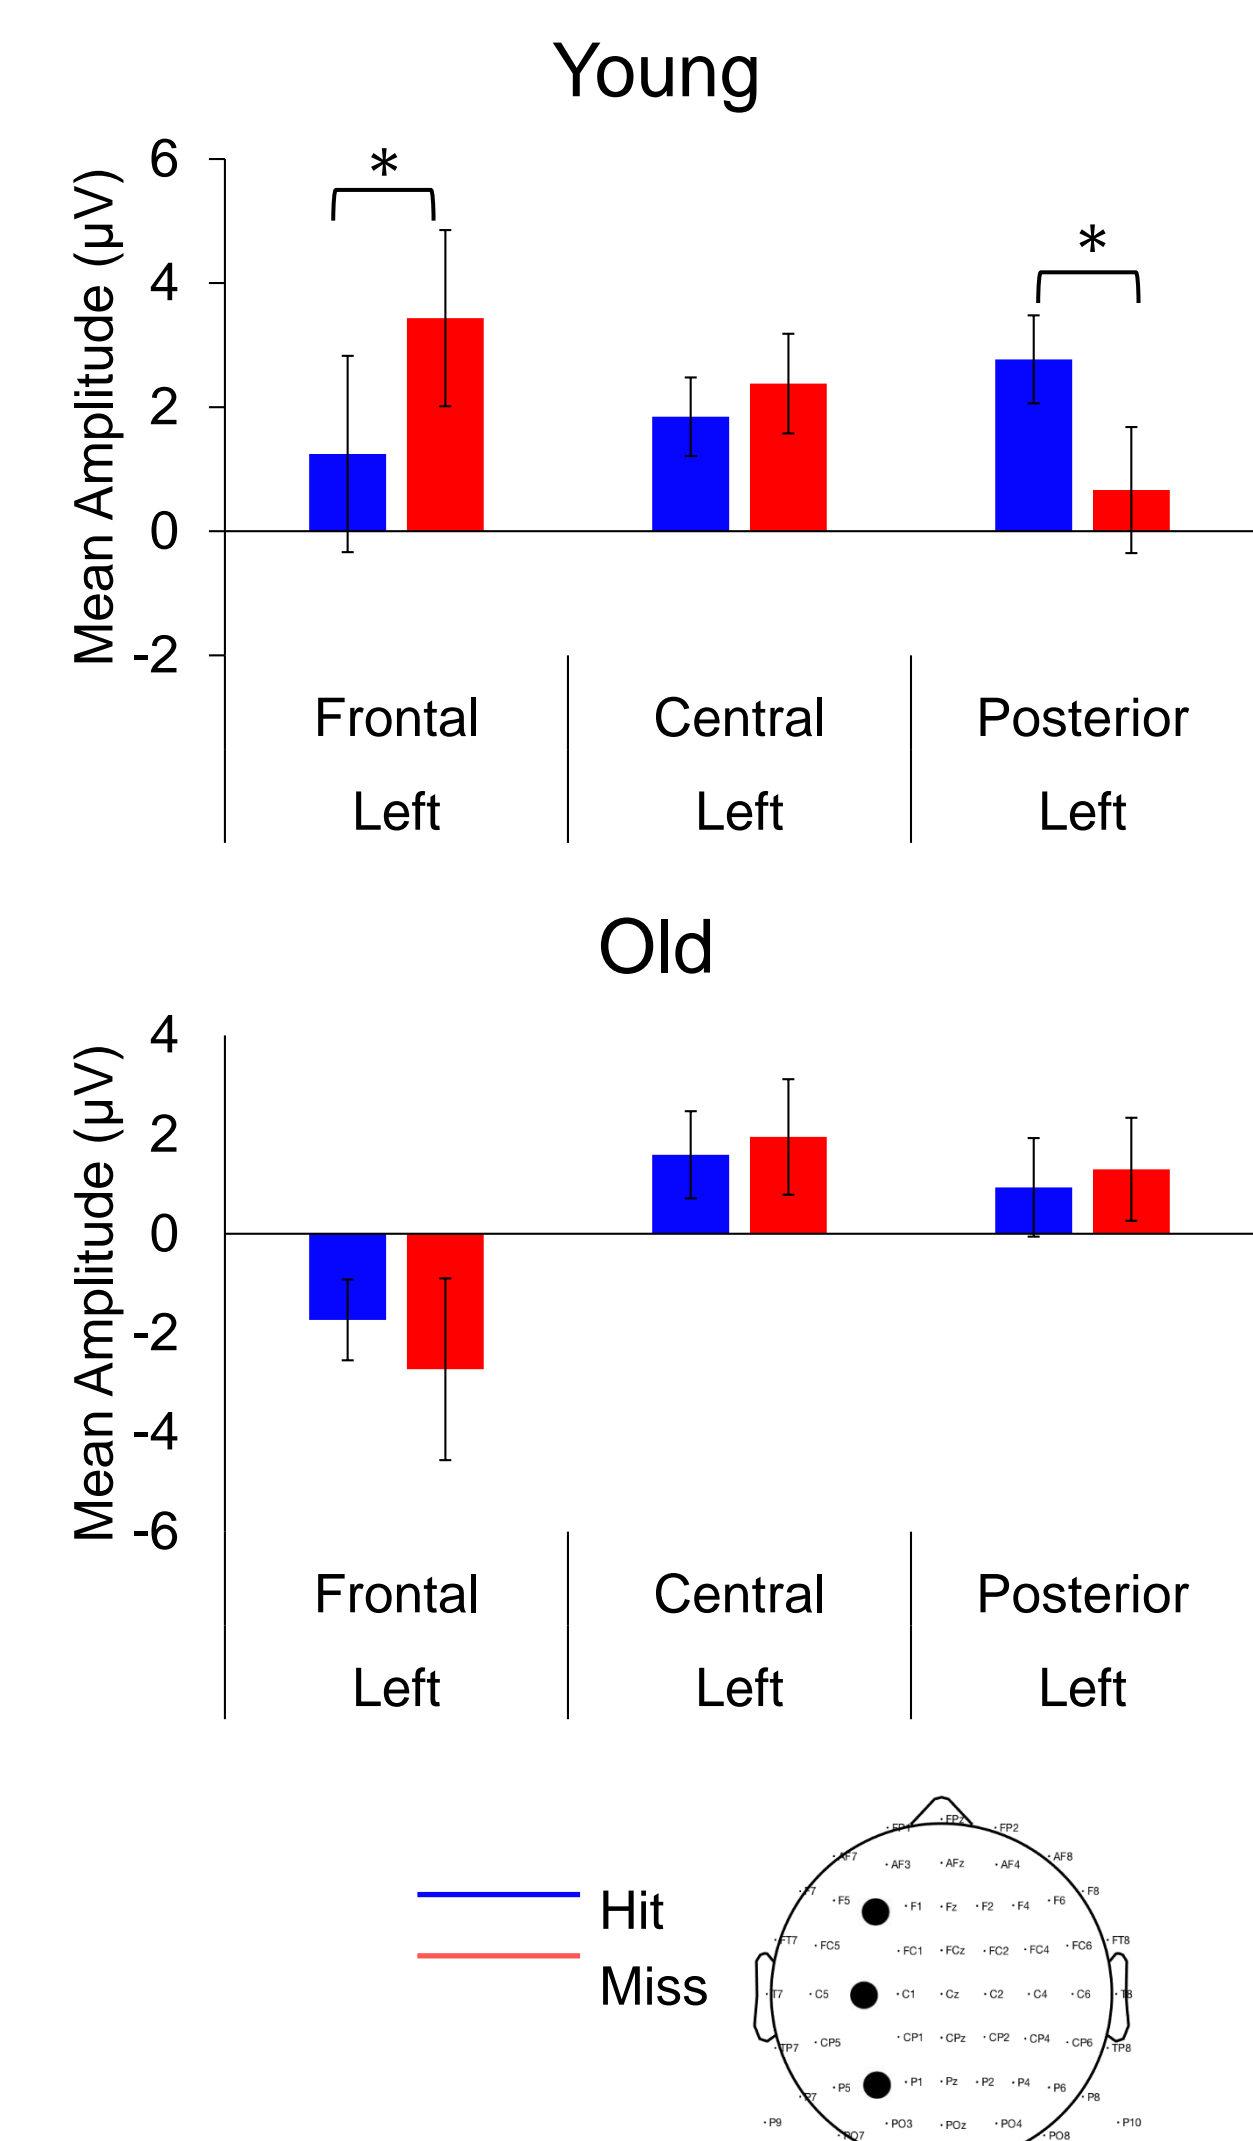 Young
Mean Amplitude (µV)
6
4
2
0
-2
*
*
Frontal Central Posterior
Left Left Left
Old
Mean Amplitude (µV)
4
2
0
-2
-4
-6
Frontal Central Posterior
Left Left Left
Hit
Miss
FP1 FPz FP2
AF7 AF3 AFz AF4 AF8
F7 F5 F1 Fz F2 F4 F6 F8
FT7 FC5 FC1 FCz FC2 FC4 FC6 FT8
T7 C5 C1 Cz C2 C4 C6 T8
TP7 CP5 CP1 CPz CP2 CP4 CP6 TP8
P7 P5 P1 Pz P2 P4 P6 P8
P9 PO7 PO3 POz PO4 PO8 P10